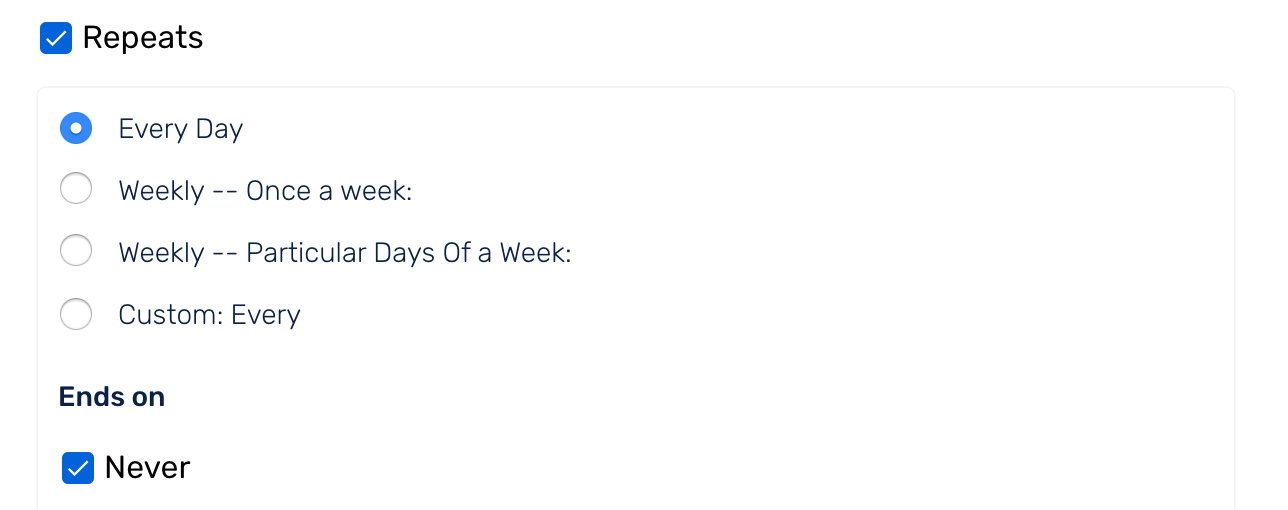 Repeats
Every Day
Weekly -- Once a week:
Weekly -- Particular Days Of a Week:
Custom: Every
Ends on
Never